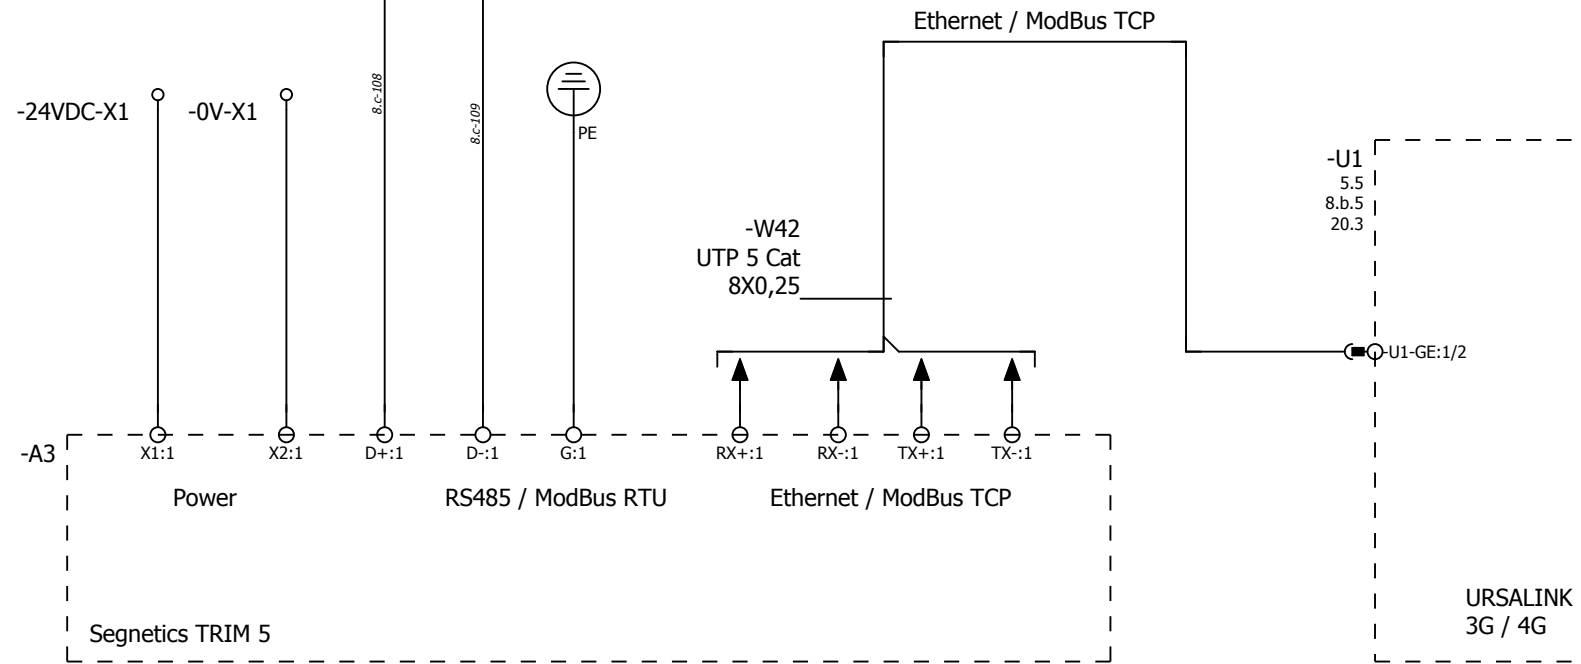 Ethernet / ModBus TCP
-24VDC-X1
-0V-X1
8.c-108
8.c-109
PE
-U1
5.5
8.b.5
20.3
-W42
UTP 5 Cat
8X0,25
-U1-GE:1/2
-A3
X1:1
X2:1
D+:1
D-:1
G:1
RX+:1
RX-:1
TX+:1
TX-:1
Power
RS485 / ModBus RTU
Ethernet / ModBus TCP
Segnetics TRIM 5
URSALINK
3G / 4G